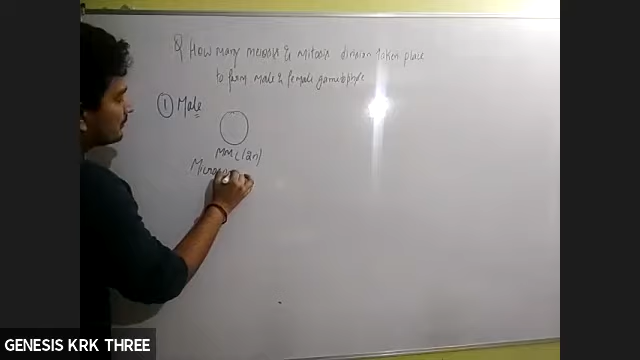 Q How many meiosis & mitosis division taken place
to form male & female gametophyte
① Male
MMC (2n)
GENESIS KRK THREE